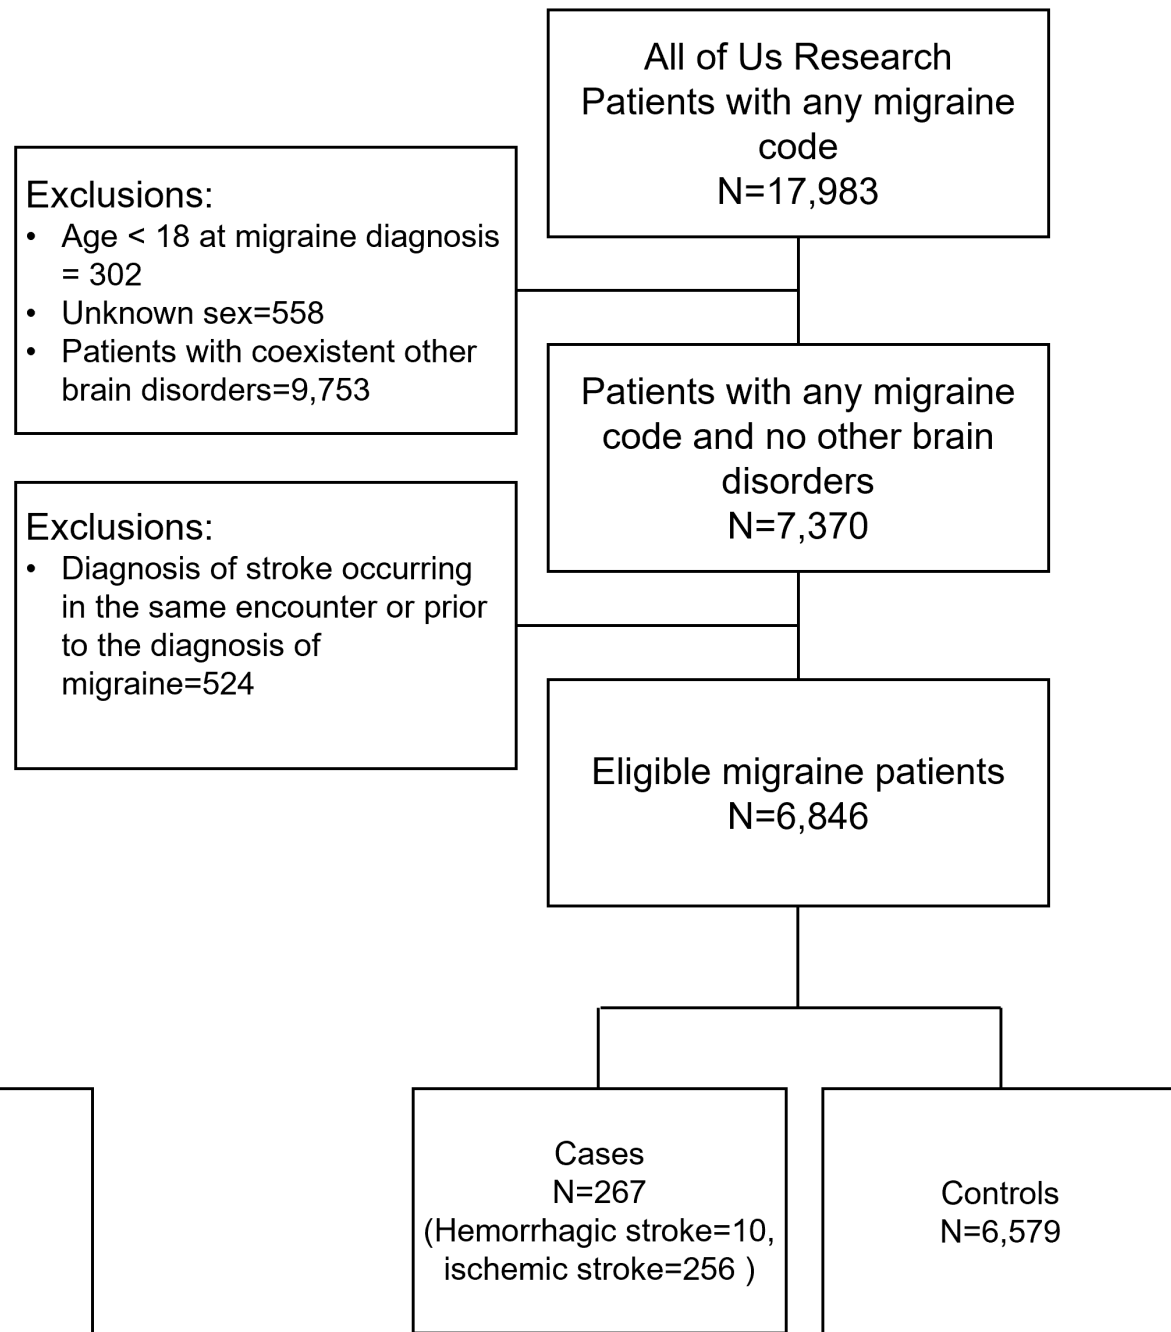 All of Us Research
Patients with any migraine
code
N=17,983
Exclusions:
• Age < 18 at migraine diagnosis
= 302
• Unknown sex=558
• Patients with coexistent other
brain disorders=9,753
Patients with any migraine
code and no other brain
disorders
N=7,370
Exclusions:
• Diagnosis of stroke occurring
in the same encounter or prior
to the diagnosis of
migraine=524
Eligible migraine patients
N=6,846
Cases
N=267
(Hemorrhagic stroke=10,
ischemic stroke=256 )
Controls
N=6,579